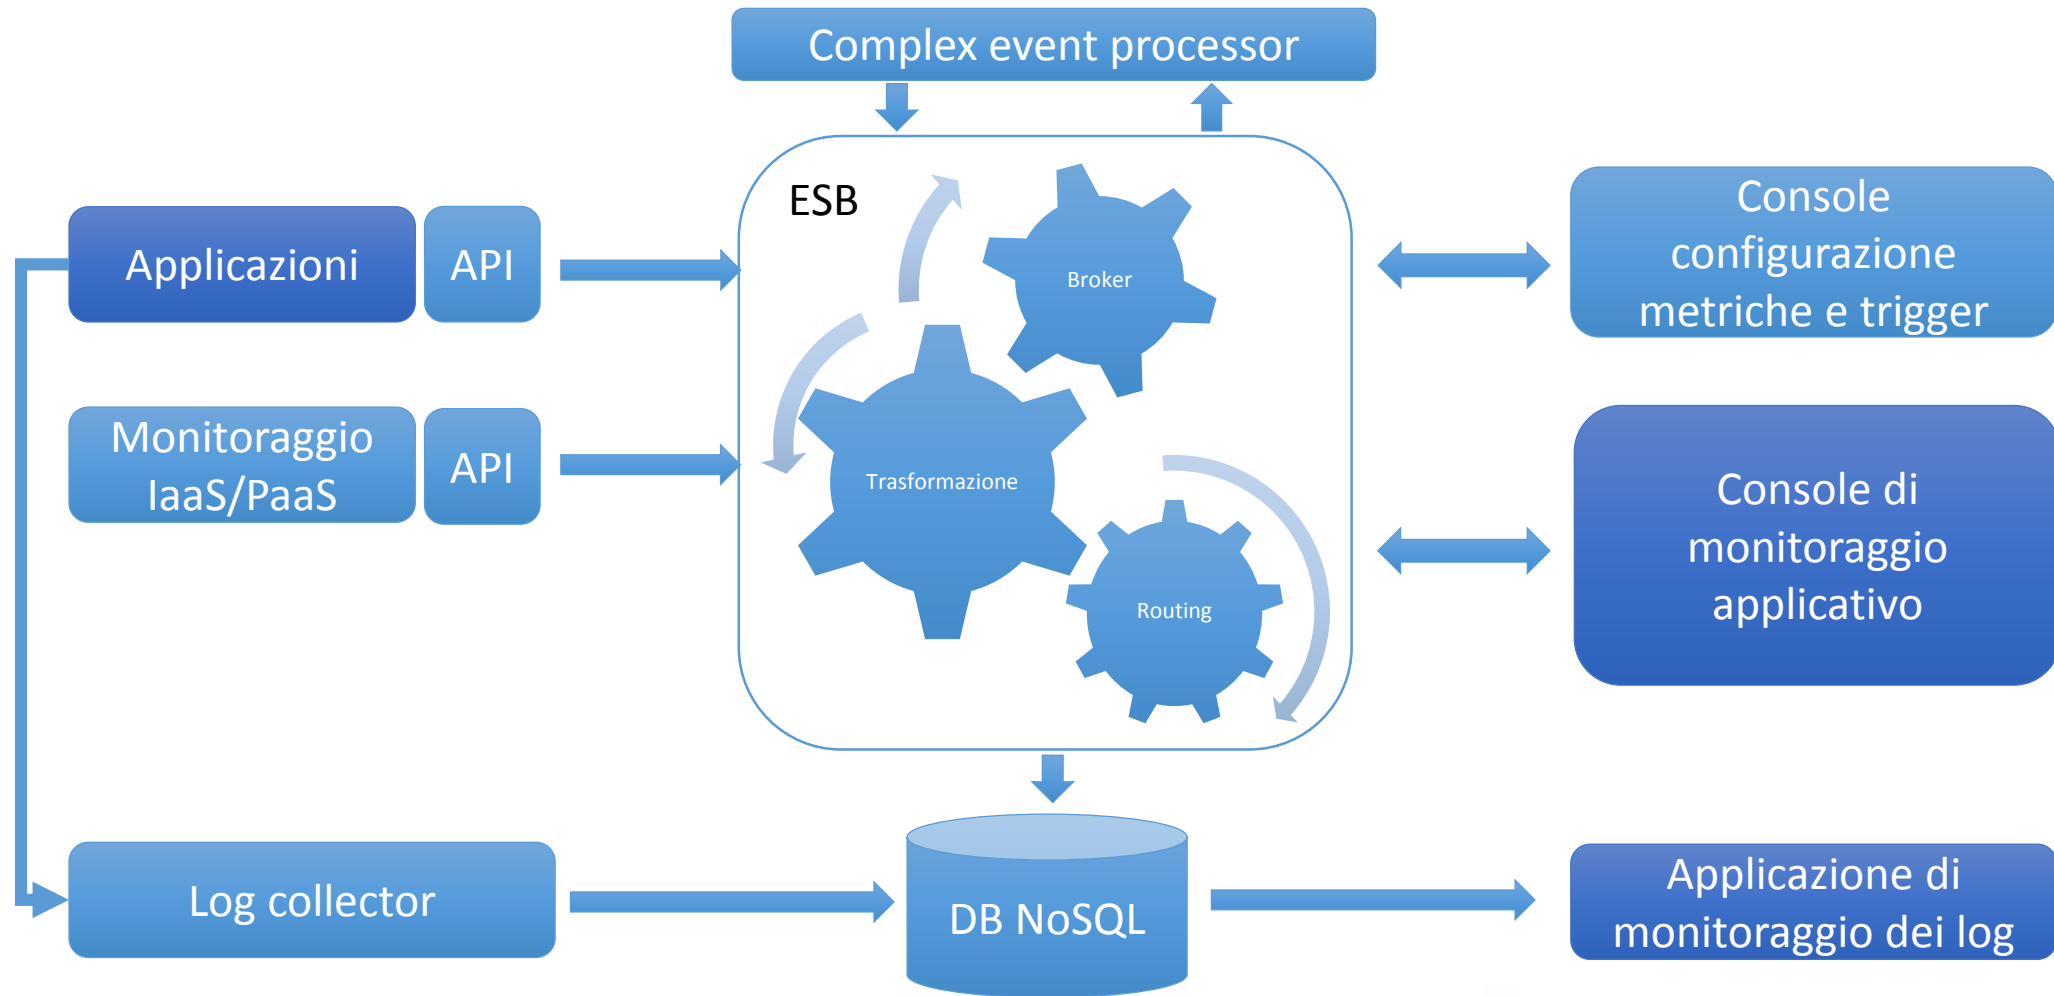 Complex event processor
ESB
Applicazioni
API
Broker
Console
configurazione
metriche e trigger
Monitoraggio
IaaS/PaaS
API
Trasformazione
Console di
monitoraggio
applicativo
Routing
Log collector
DB NoSQL
Applicazione di
monitoraggio dei log